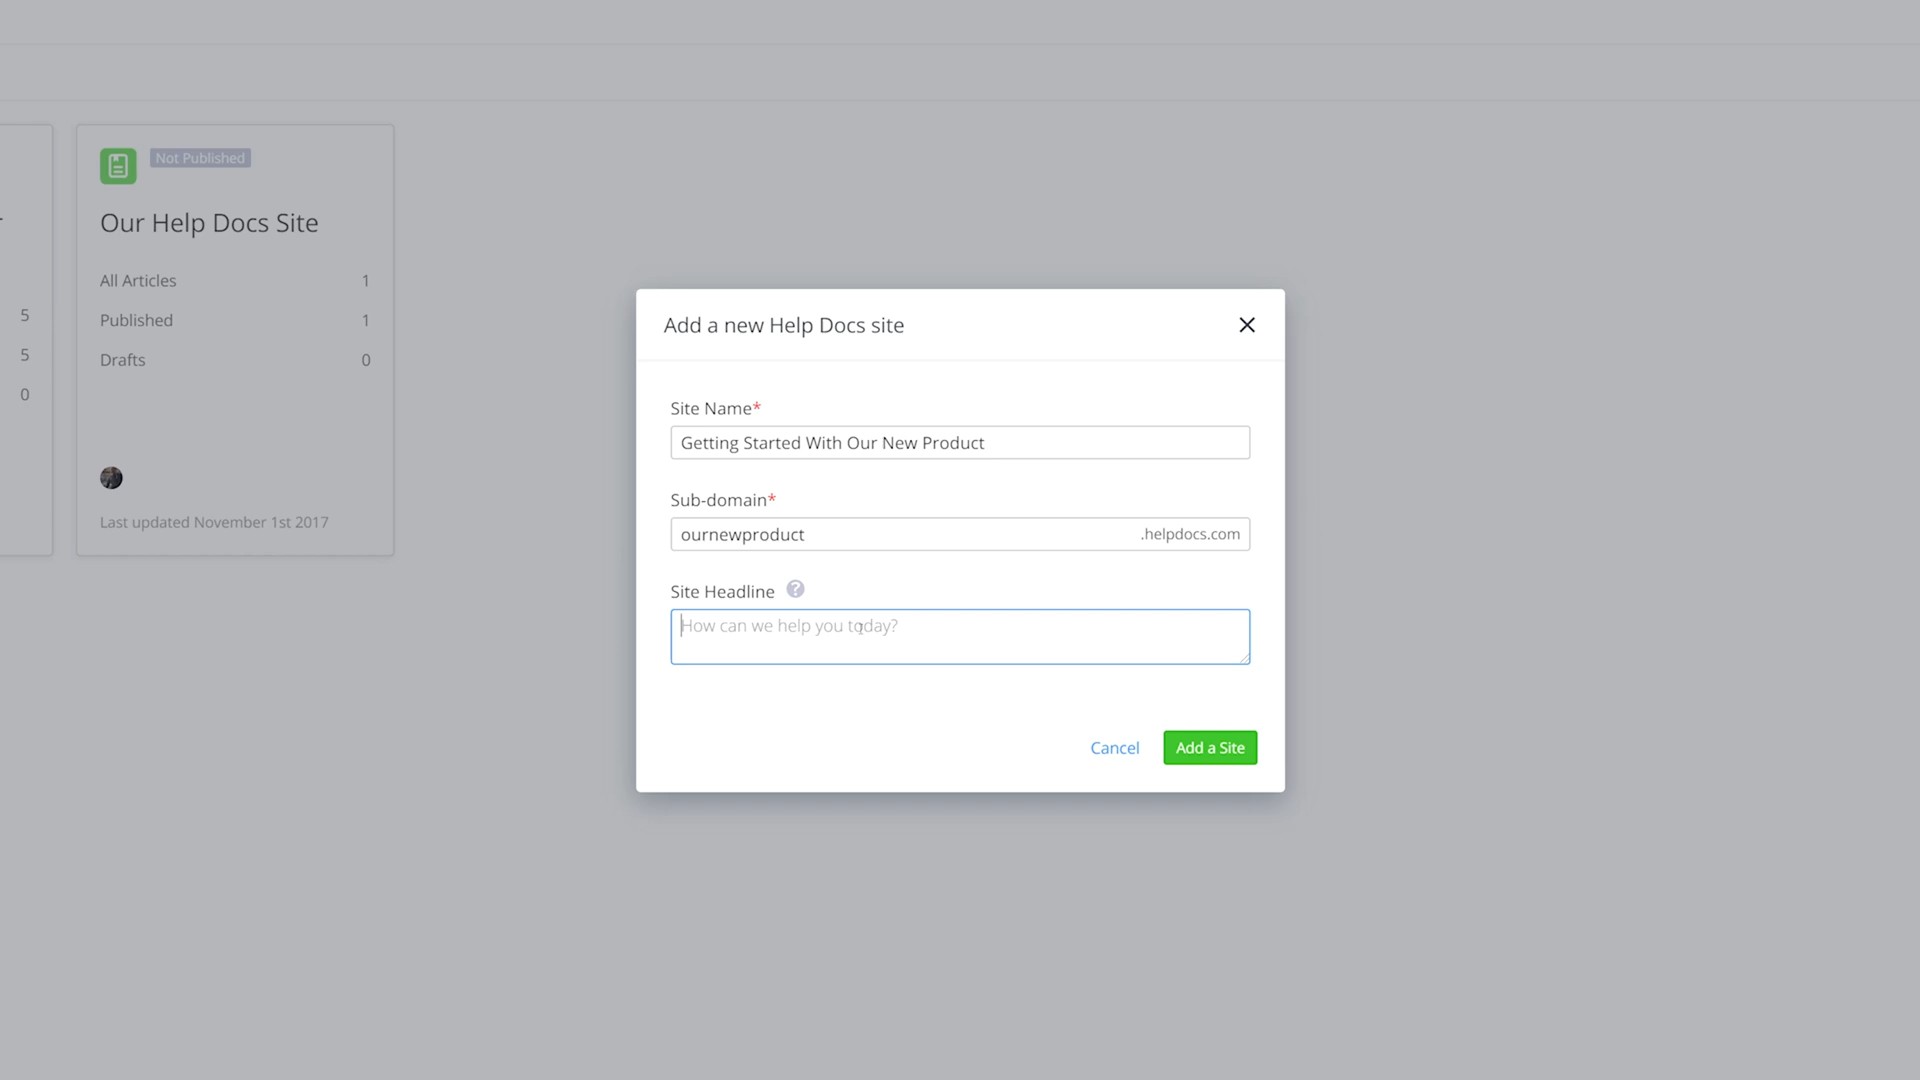 Not Published
Our Help Docs Site
All Articles 1
Published 1
Drafts 0
5
5
0
Last updated November 1st 2017
Add a new Help Docs site
Site Name*
Getting Started With Our New Product
Sub-domain*
ournewproduct .helpdocs.com
Site Headline ?
How can we help you today?
Cancel Add a Site